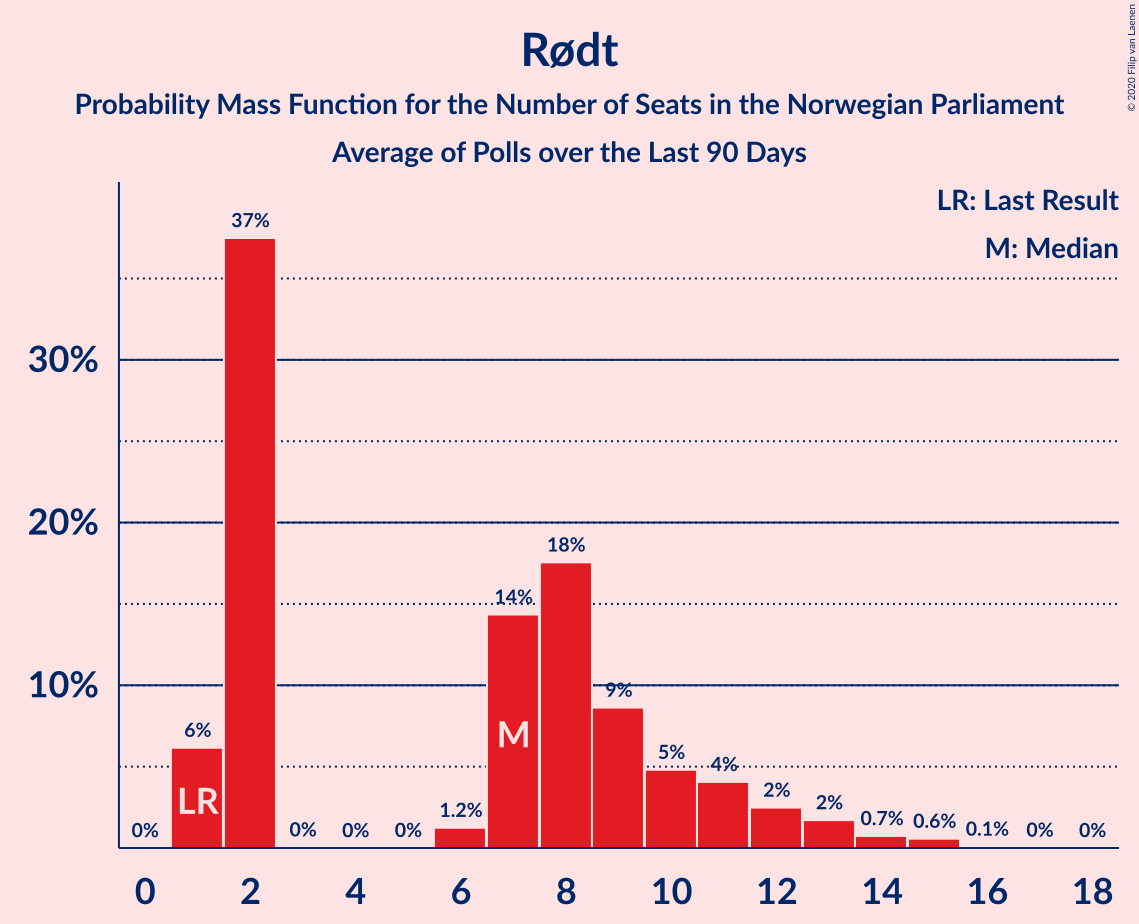 Rødt
Probability Mass Function for the Number of Seats in the Norwegian Parliament
Average of Polls over the Last 90 Days
© 2020 Filip van Laenen
LR: Last Result
M: Median
30%
20%
10%
0%
6%
37%
0%
0%
0%
1.2%
14%
18%
9%
5%
4%
2%
2%
0.7%
0.6%
0.1%
0%
0%
LR
M
0 2 4 6 8 10 12 14 16 18